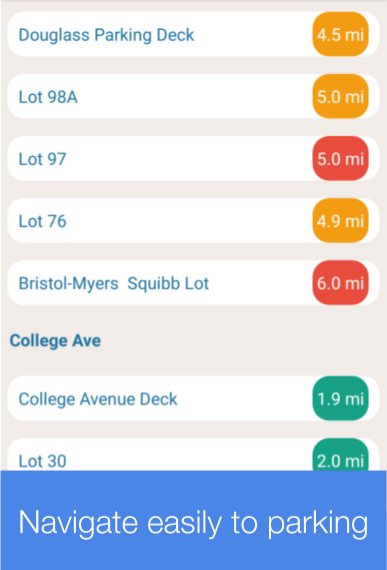 Douglass Parking Deck 4.5 mi
Lot 98A 5.0 mi
Lot 97 5.0 mi
Lot 76 4.9 mi
Bristol-Myers  Squibb Lot 6.0 mi
College Ave
College Avenue Deck 1.9 mi
Lot 30 2.0 mi
Navigate easily to parking